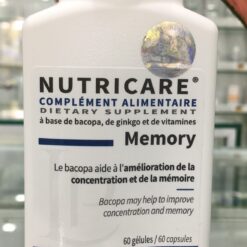 NUTRICARE®
COMPLÉMENT ALIMENTAIRE
DIETARY SUPPLEMENT
à base de bacopa, de ginkgo et de vitamines
Memory
Le bacopa aide à l'amélioration de la
concentration et de la mémoire
Bacopa may help to improve
concentration and memory
60 gélules / 60 capsules